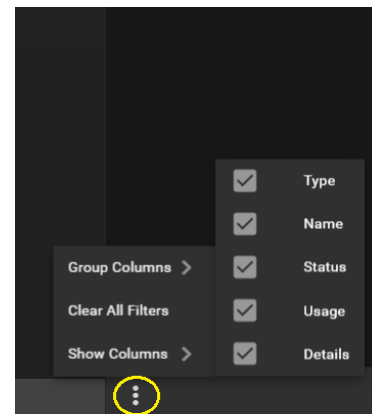 Type
Name
Group Columns
Status
Clear All Filters
Usage
Show Columns
Details